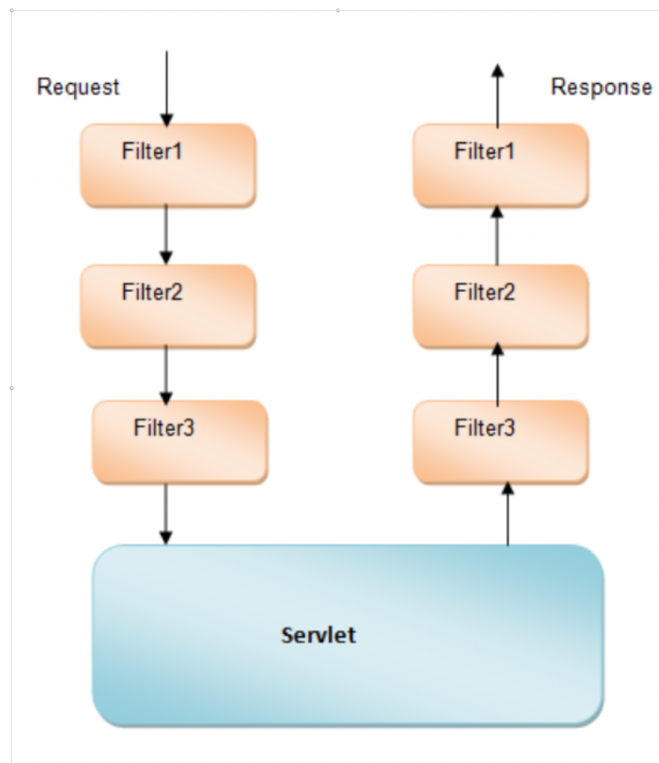 Request
Response
Filter1
Filter1
Filter2
Filter2
Filter3
Filter3
Servlet